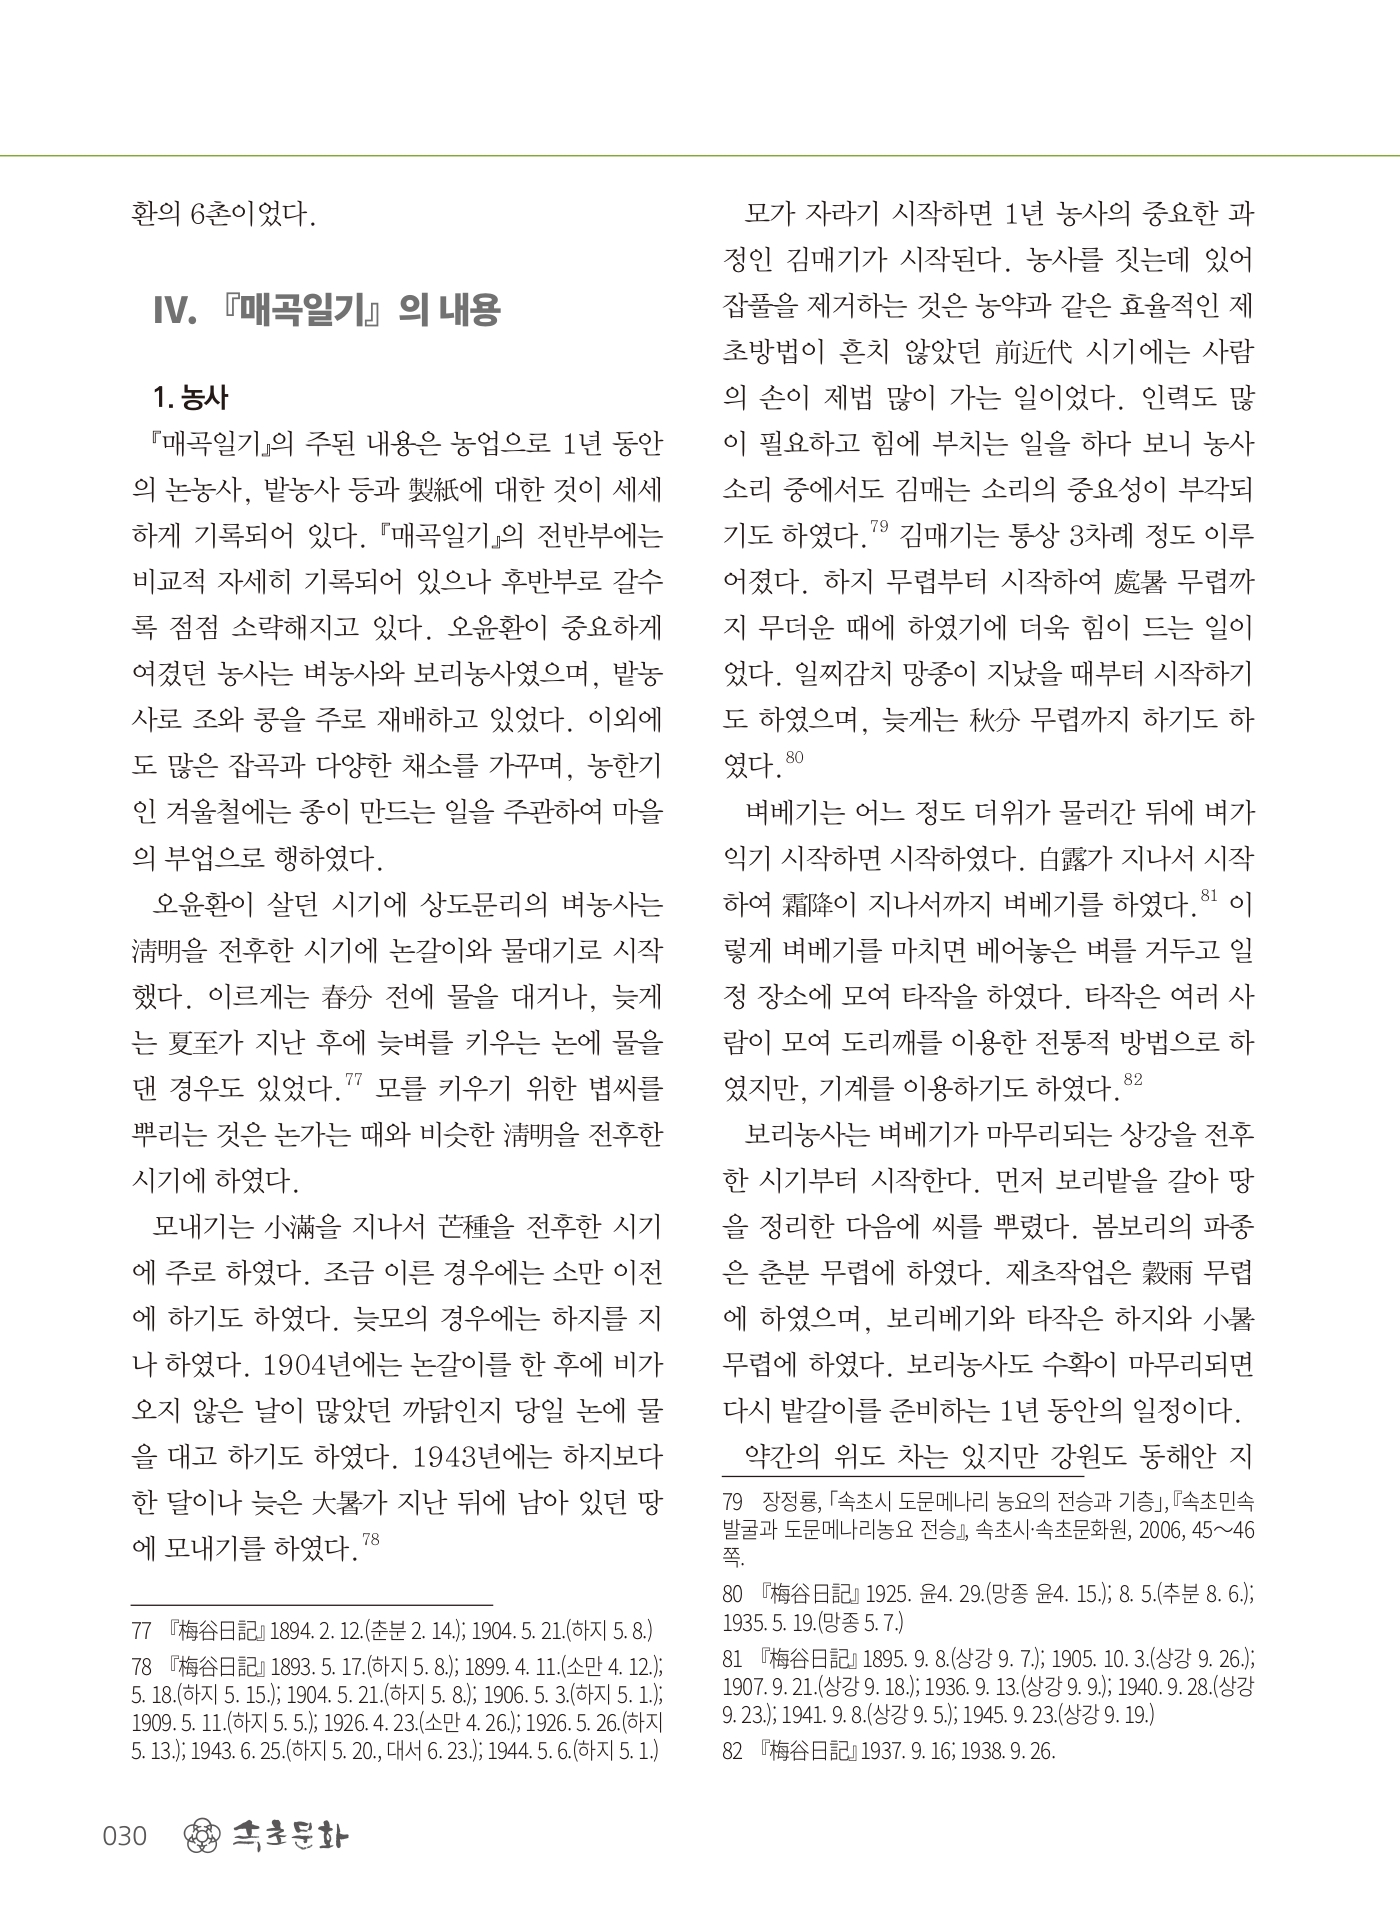 환의 6촌이었다.
IV. 『매곡일기』의 내용
1. 농사
『매곡일기』의 주된 내용은 농업으로 1년 동안
의 논농사, 밭농사 등과 製紙에 대한 것이 세세
하게 기록되어 있다. 『매곡일기』의 전반부에는
비교적 자세히 기록되어 있으나 후반부로 갈수
록 점점 소략해지고 있다. 오윤환이 중요하게
여겼던 농사는 벼농사와 보리농사였으며, 밭농
사로 조와 콩을 주로 재배하고 있었다. 이외에
도 많은 잡곡과 다양한 채소를 가꾸며, 농한기
인 겨울철에는 종이 만드는 일을 주관하여 마을
의 부업으로 행하였다.
오윤환이 살던 시기에 상도문리의 벼농사는
淸明을 전후한 시기에 논갈이와 물대기로 시작
했다. 이르게는 春分 전에 물을 대거나, 늦게
는 夏至가 지난 후에 늦벼를 키우는 논에 물을
댄 경우도 있었다.77 모를 키우기 위한 볍씨를
뿌리는 것은 논가는 때와 비슷한 淸明을 전후한
시기에 하였다.
모내기는 小滿을 지나서 芒種을 전후한 시기
에 주로 하였다. 조금 이른 경우에는 소만 이전
에 하기도 하였다. 늦모의 경우에는 하지를 지
나 하였다. 1904년에는 논갈이를 한 후에 비가
오지 않은 날이 많았던 까닭인지 당일 논에 물
을 대고 하기도 하였다. 1943년에는 하지보다
한 달이나 늦은 大暑가 지난 뒤에 남아 있던 땅
에 모내기를 하였다.78
77 『梅谷日記』 1894. 2. 12.(춘분 2. 14.); 1904. 5. 21.(하지 5. 8.)
78 『梅谷日記』 1893. 5. 17.(하지 5. 8.); 1899. 4. 11.(소만 4. 12.);
5. 18.(하지 5. 15.); 1904. 5. 21.(하지 5. 8.); 1906. 5. 3.(하지 5. 1.);
1909. 5. 11.(하지 5. 5.); 1926. 4. 23.(소만 4. 26.); 1926. 5. 26.(하지
5. 13.); 1943. 6. 25.(하지 5. 20., 대서 6. 23.); 1944. 5. 6.(하지 5. 1.)
모가 자라기 시작하면 1년 농사의 중요한 과
정인 김매기가 시작된다. 농사를 짓는데 있어
잡풀을 제거하는 것은 농약과 같은 효율적인 제
초방법이 흔치 않았던 前近代 시기에는 사람
의 손이 제법 많이 가는 일이었다. 인력도 많
이 필요하고 힘에 부치는 일을 하다 보니 농사
소리 중에서도 김매는 소리의 중요성이 부각되
기도 하였다.79 김매기는 통상 3차례 정도 이루
어졌다. 하지 무렵부터 시작하여 處暑 무렵까
지 무더운 때에 하였기에 더욱 힘이 드는 일이
었다. 일찌감치 망종이 지났을 때부터 시작하기
도 하였으며, 늦게는 秋分 무렵까지 하기도 하
였다.80
벼베기는 어느 정도 더위가 물러간 뒤에 벼가
익기 시작하면 시작하였다. 白露가 지나서 시작
하여 霜降이 지나서까지 벼베기를 하였다.81 이
렇게 벼베기를 마치면 베어놓은 벼를 거두고 일
정 장소에 모여 타작을 하였다. 타작은 여러 사
람이 모여 도리깨를 이용한 전통적 방법으로 하
였지만, 기계를 이용하기도 하였다.82
보리농사는 벼베기가 마무리되는 상강을 전후
한 시기부터 시작한다. 먼저 보리밭을 갈아 땅
을 정리한 다음에 씨를 뿌렸다. 봄보리의 파종
은 춘분 무렵에 하였다. 제초작업은 穀雨 무렵
에 하였으며, 보리베기와 타작은 하지와 小暑
무렵에 하였다. 보리농사도 수확이 마무리되면
다시 밭갈이를 준비하는 1년 동안의 일정이다.
약간의 위도 차는 있지만 강원도 동해안 지
79 장정룡, 「속초시 도문메나리 농요의 전승과 기층」, 『속초민속
발굴과 도문메나리농요 전승』, 속초시·속초문화원, 2006, 45~46
쪽.
80 『梅谷日記』 1925. 윤4. 29.(망종 윤4. 15.); 8. 5.(추분 8. 6.);
1935. 5. 19.(망종 5. 7.)
81 『梅谷日記』 1895. 9. 8.(상강 9. 7.); 1905. 10. 3.(상강 9. 26.);
1907. 9. 21.(상강 9. 18.); 1936. 9. 13.(상강 9. 9.); 1940. 9. 28.(상강
9. 23.); 1941. 9. 8.(상강 9. 5.); 1945. 9. 23.(상강 9. 19.)
82 『梅谷日記』 1937. 9. 16; 1938. 9. 26.
030 속초문화